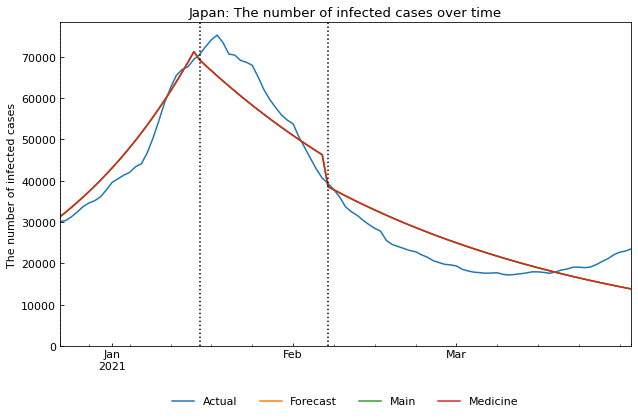 Japan: The number of infected cases over time
The number of infected cases
70000
60000
50000
40000
30000
20000
10000
0
Jan
2021
Feb
Mar
Actual
Forecast
Main
Medicine